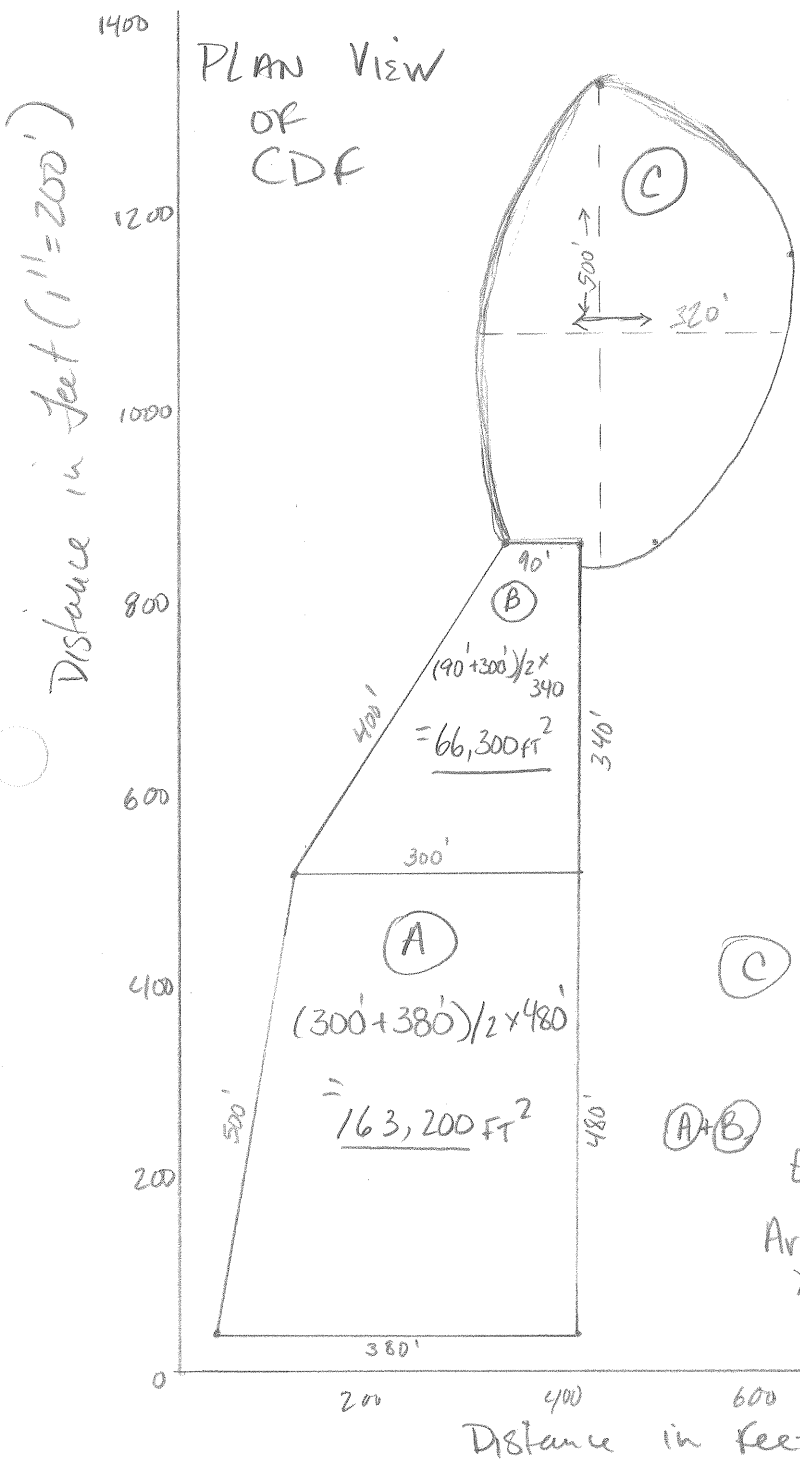 1400
PLAN VIEW
OF
CDF
Distance in feet (1"=200')
1200
1000
800
600
400
200
0
C
←500'→
320'
90'
B
(90'+300')/2 x
340
=66,300 FT²
400'
340'
300'
A
(300'+380')/2 x 480'
=
163,200 FT²
500'
480'
380'
C
A+B
Ar
200
400
600
Distance in Fee